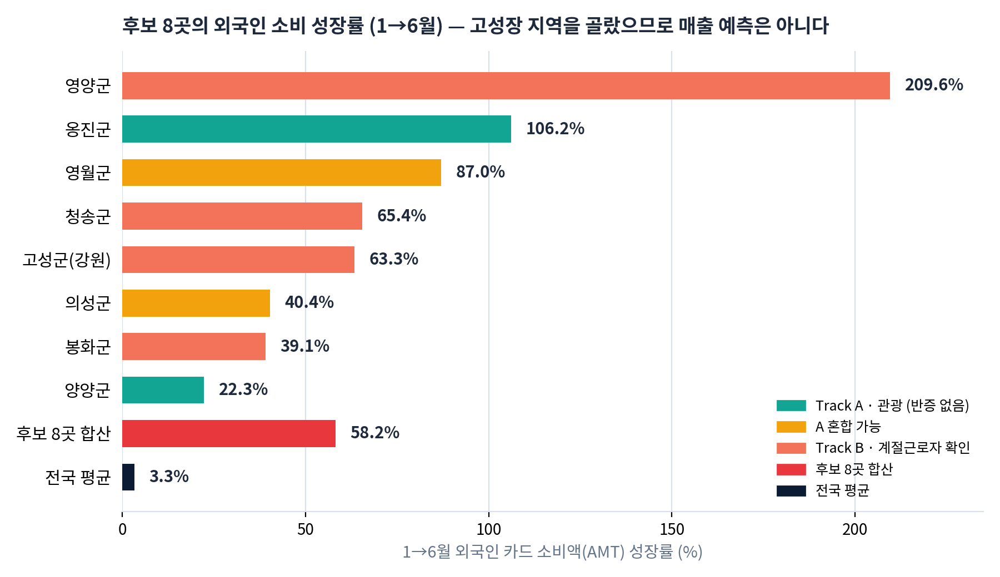 후보 8곳의 외국인 소비 성장률 (1→6월) — 고성장 지역을 골랐으므로 매출 예측은 아니다
영양군 209.6%
옹진군 106.2%
영월군 87.0%
청송군 65.4%
고성군(강원) 63.3%
의성군 40.4%
봉화군 39.1%
양양군 22.3%
후보 8곳 합산 58.2%
전국 평균 3.3%
Track A · 관광 (반증 없음)
A 혼합 가능
Track B · 계절근로자 확인
후보 8곳 합산
전국 평균
0 50 100 150 200
1→6월 외국인 카드 소비액(AMT) 성장률 (%)